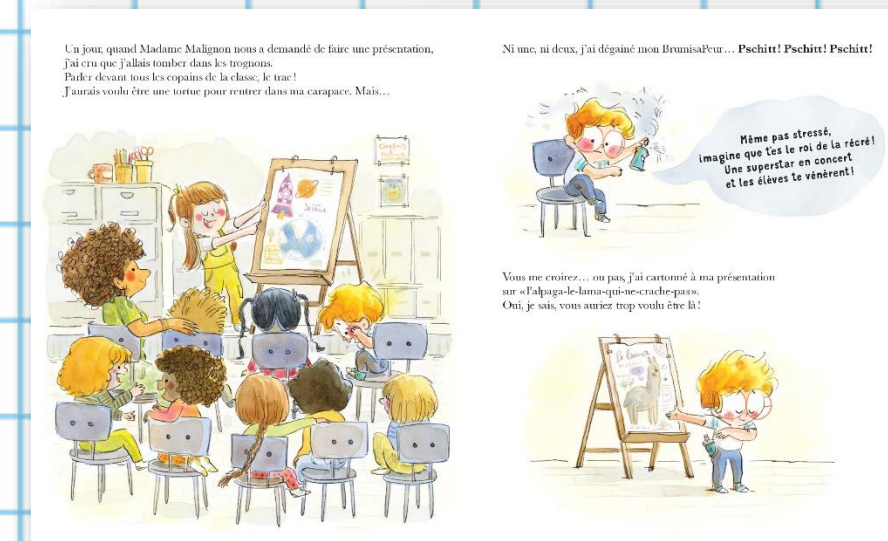 Un jour, quand Madame Malignon nous a demandé de faire une présentation,
j'ai cru que j'allais tomber dans les trognons.
Parler devant tous les copains de la classe, le trac !
J'aurais voulu être une tortue pour rentrer dans ma carapace. Mais…
Ni une, ni deux, j'ai dégainé mon BrumisaPeur… Pschitt! Pschitt! Pschitt!
Même pas stressé,
imagine que t'es le roi de la récré!
Une superstar en concert
et les élèves te vénèrent!
Vous me croirez… ou pas, j'ai cartonné à ma présentation
sur «l'alpaga-le-lama-qui-ne-crache-pas».
Oui, je sais, vous auriez trop voulu être là!
le lama